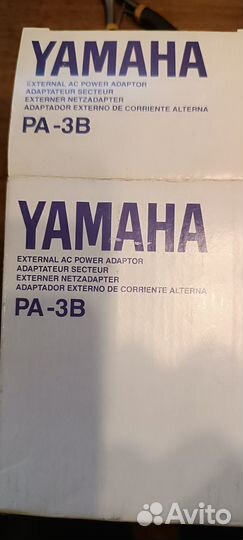 YAMAHA
EXTERNAL AC POWER ADAPTOR
ADAPTATEUR SECTEUR
EXTERNER NETZADAPTER
ADAPTADOR EXTERNO DE CORRIENTE ALTERNA
PA-3B
YAMAHA
EXTERNAL AC POWER ADAPTOR
ADAPTATEUR SECTEUR
EXTERNER NETZADAPTER
ADAPTADOR EXTERNO DE CORRIENTE ALTERNA
PA-3B
Avito